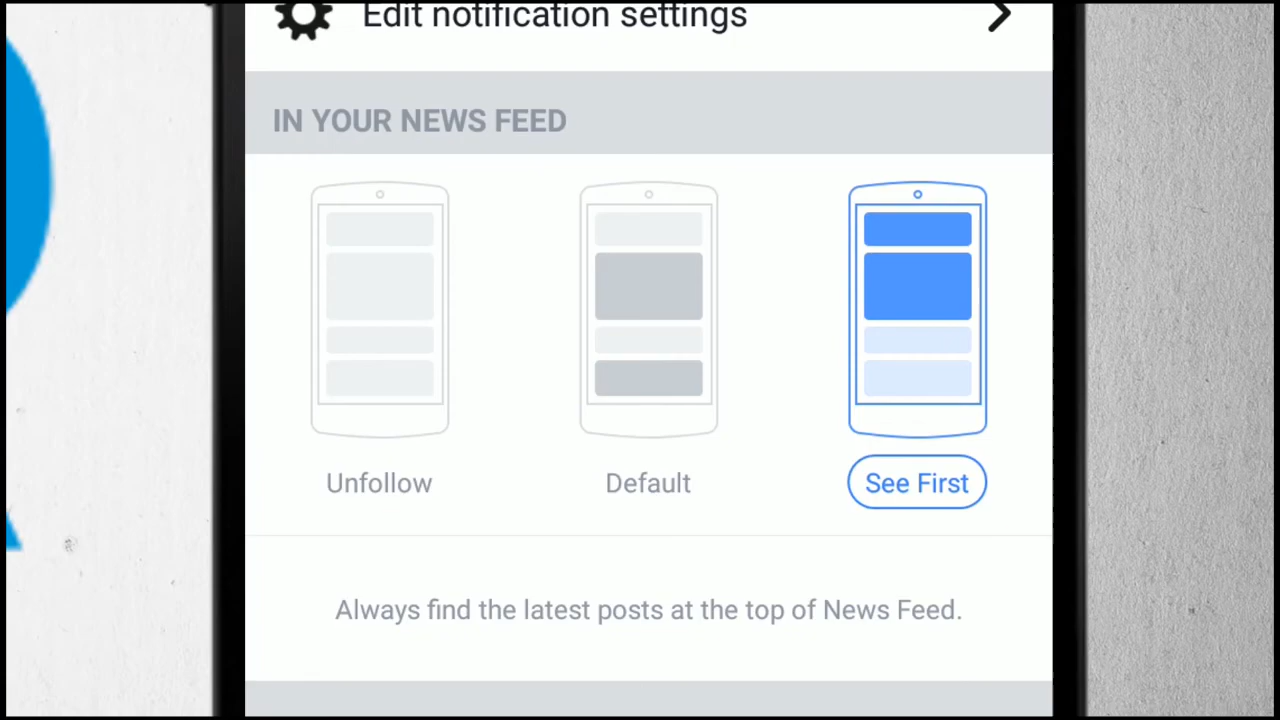 Edit notification settings
IN YOUR NEWS FEED
Unfollow Default See First
Always find the latest posts at the top of News Feed.